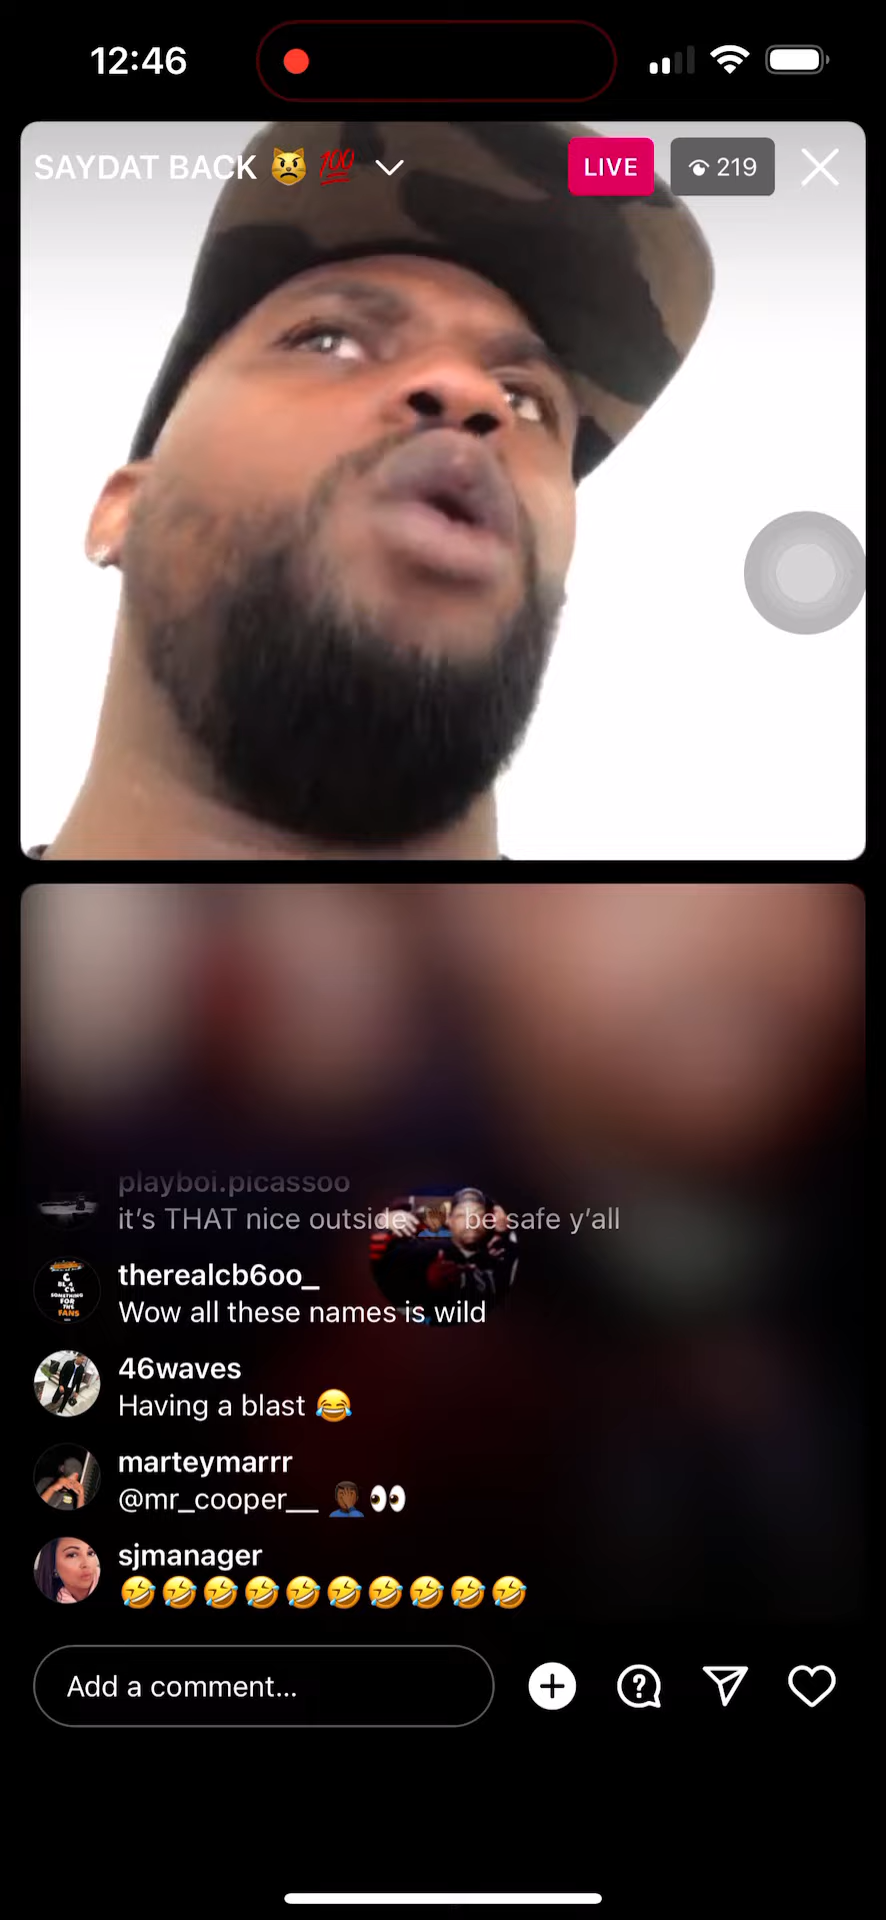 12:46
SAYDAT BACK 😾 💯
LIVE
219
playboi.picassoo
it's THAT nice outside 🤦🏾 be safe y'all
therealcb6oo_
Wow all these names is wild
46waves
Having a blast 😂
marteymarrr
@mr_cooper__ 🤦🏾‍♂️👀
sjmanager
🤣🤣🤣🤣🤣🤣🤣🤣🤣🤣
Add a comment...